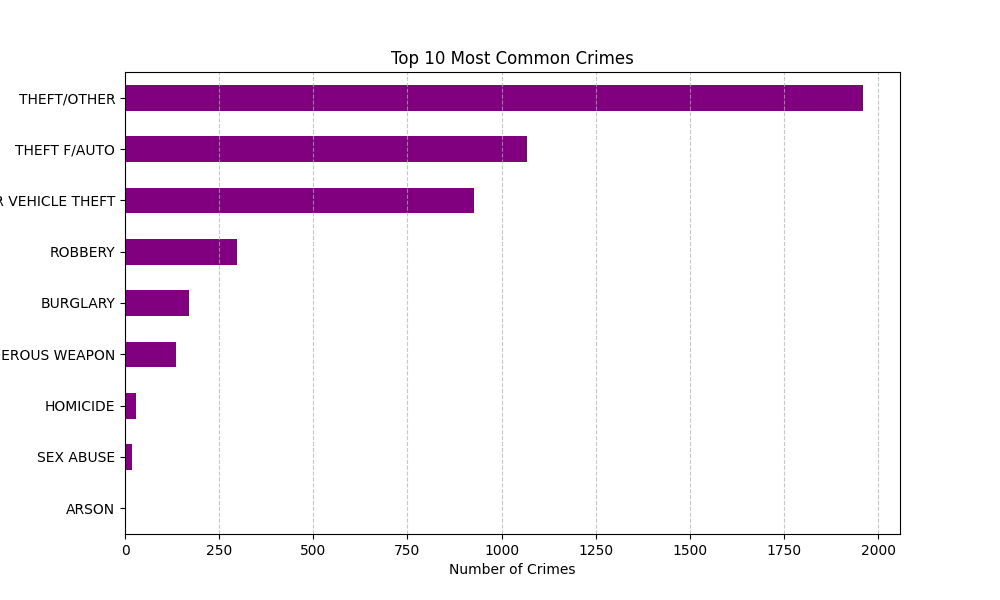 Top 10 Most Common Crimes
THEFT/OTHER
THEFT F/AUTO
R VEHICLE THEFT
ROBBERY
BURGLARY
EROUS WEAPON
HOMICIDE
SEX ABUSE
ARSON
0 250 500 750 1000 1250 1500 1750 2000
Number of Crimes